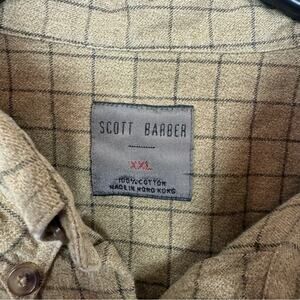 SCOTT BARBER
XXL
100% COTTON
MADE IN HONG KONG